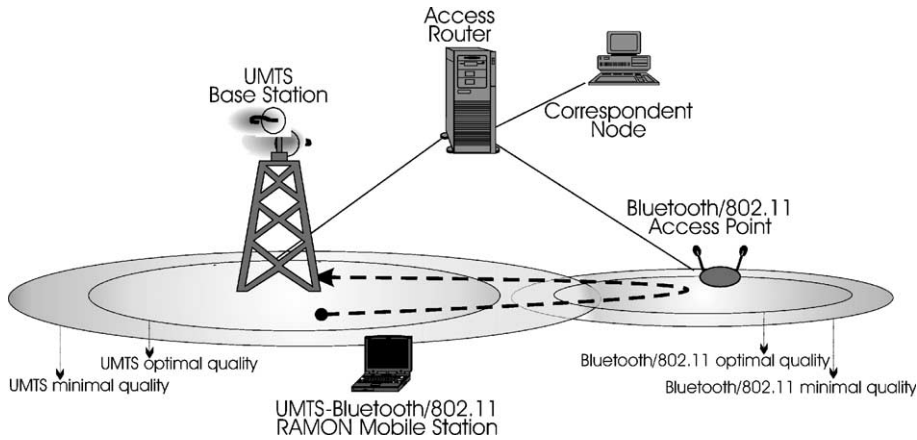 Access
Router
UMTS
Base Station
Correspondent
Node
Bluetooth/802.11
Access Point
UMTS optimal quality
UMTS minimal quality
Bluetooth/802.11 optimal quality
Bluetooth/802.11 minimal quality
UMTS-Bluetooth/802.11
RAMON Mobile Station